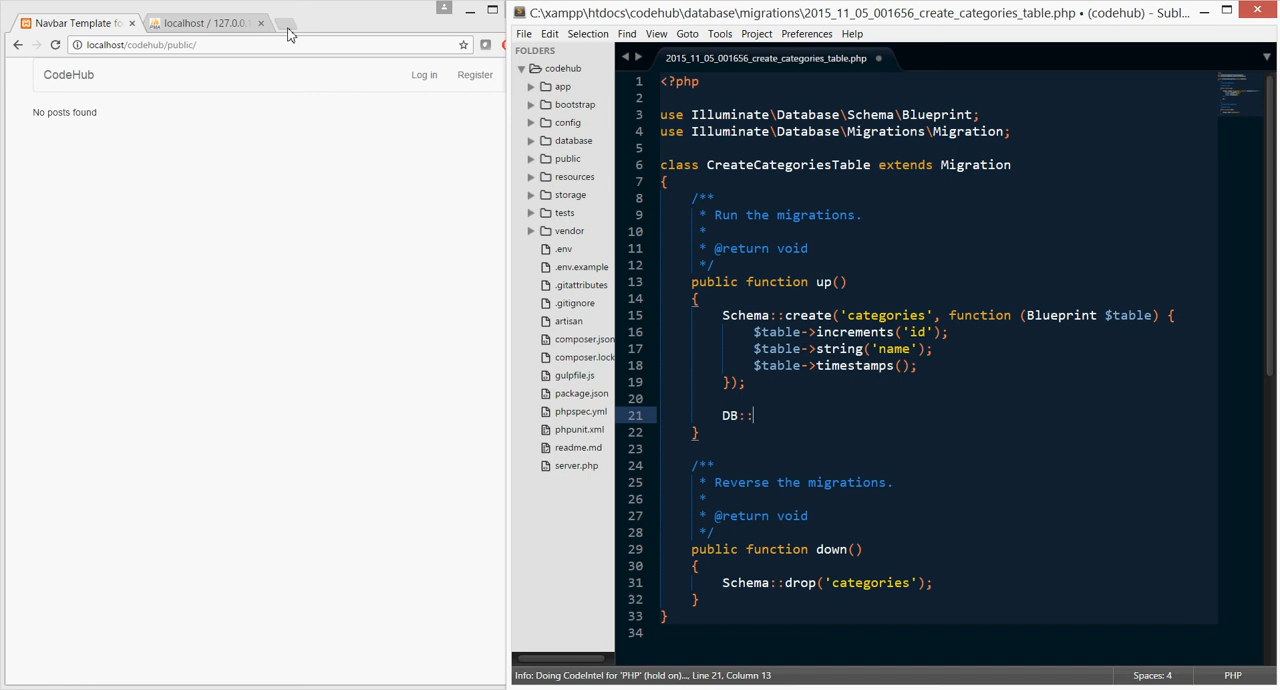 Navbar Template fo
localhost / 127.0.0.1
localhost/codehub/public/
CodeHub
Log in
Register
No posts found
C:\xampp\htdocs\codehub\database\migrations\2015_11_05_001656_create_categories_table.php • (codehub) - Subl...
File Edit Selection Find View Goto Tools Project Preferences Help
FOLDERS
codehub
app
bootstrap
config
database
public
resources
storage
tests
vendor
.env
.env.example
.gitattributes
.gitignore
artisan
composer.json
composer.lock
gulpfile.js
package.json
phpspec.yml
phpunit.xml
readme.md
server.php
2015_11_05_001656_create_categories_table.php
1 <?php
2
3 use Illuminate\Database\Schema\Blueprint;
4 use Illuminate\Database\Migrations\Migration;
5
6 class CreateCategoriesTable extends Migration
7 {
8 /**
9 * Run the migrations.
10 *
11 * @return void
12 */
13 public function up()
14 {
15 Schema::create('categories', function (Blueprint $table) {
16 $table->increments('id');
17 $table->string('name');
18 $table->timestamps();
19 });
20
21 DB::
22 }
23
24 /**
25 * Reverse the migrations.
26 *
27 * @return void
28 */
29 public function down()
30 {
31 Schema::drop('categories');
32 }
33 }
34
Info: Doing CodeIntel for 'PHP' (hold on)..., Line 21, Column 13
Spaces: 4
PHP